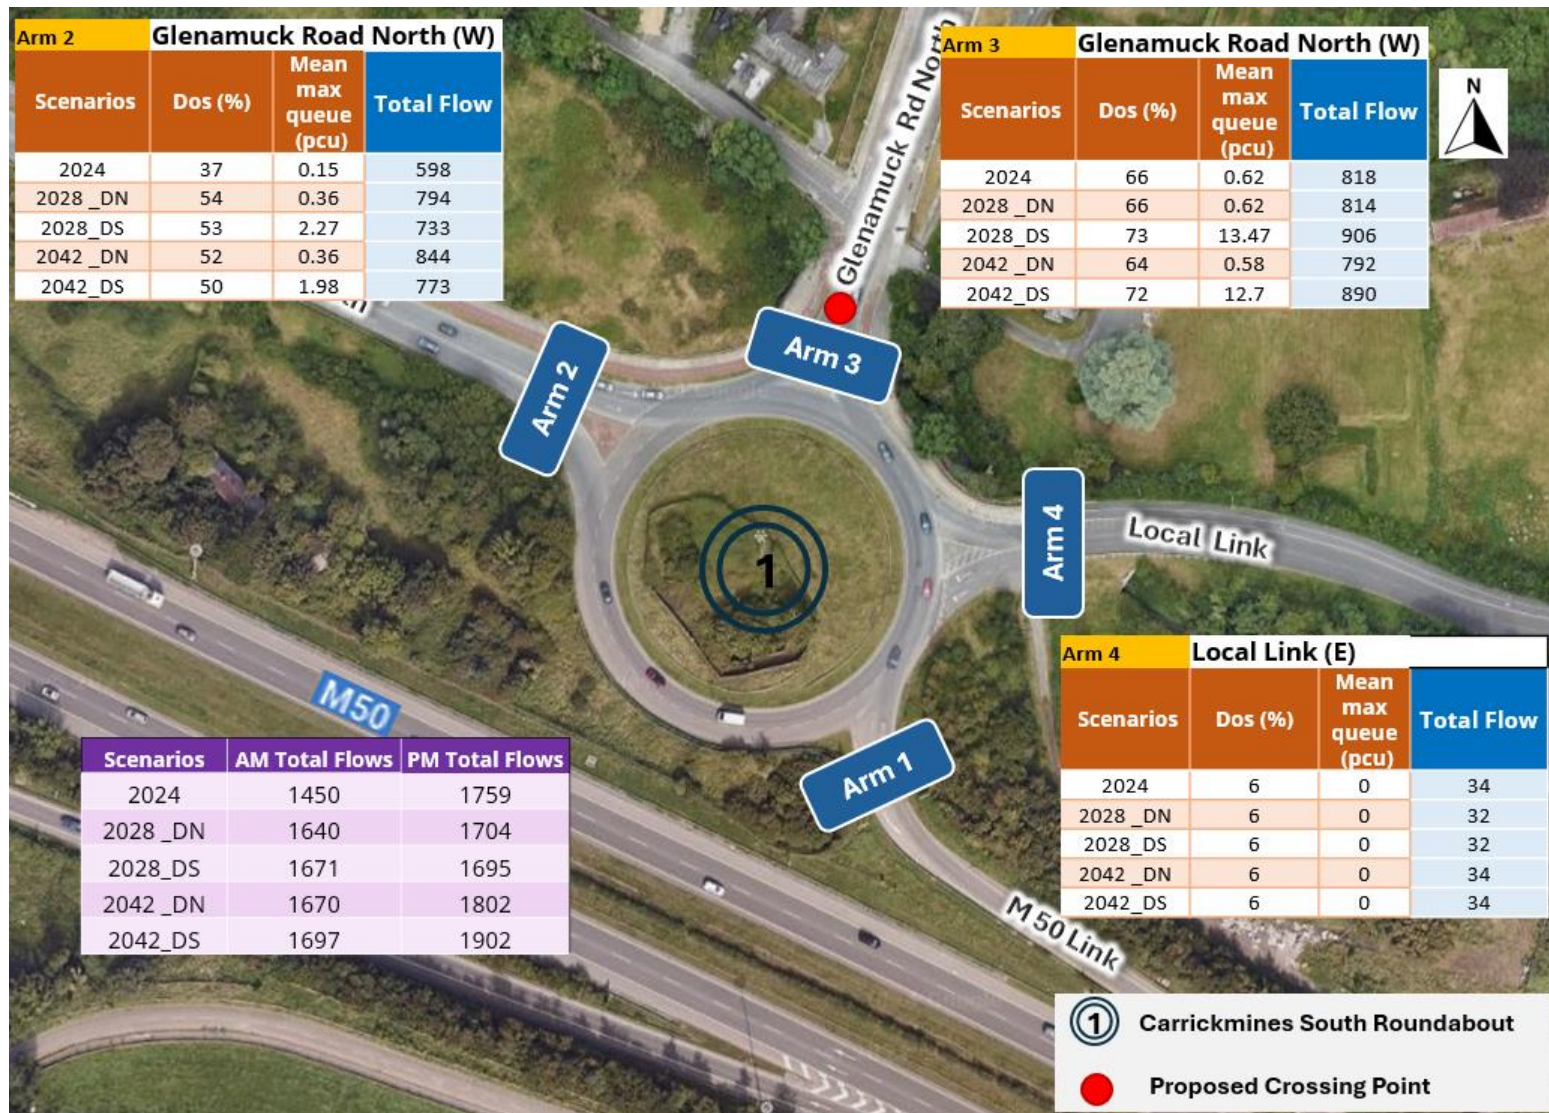 Arm 2 Glenamuck Road North (W)
Scenarios Dos (%) Mean max queue (pcu) Total Flow
2024 37 0.15 598
2028 _DN 54 0.36 794
2028_DS 53 2.27 733
2042 _DN 52 0.36 844
2042_DS 50 1.98 773
Arm 3 Glenamuck Road North (W)
Scenarios Dos (%) Mean max queue (pcu) Total Flow
2024 66 0.62 818
2028 _DN 66 0.62 814
2028_DS 73 13.47 906
2042 _DN 64 0.58 792
2042_DS 72 12.7 890
N
Glenamuck Rd North
Arm 2
Arm 3
Arm 4
Local Link
1
M50
Arm 1
M 50 Link
Arm 4 Local Link (E)
Scenarios Dos (%) Mean max queue (pcu) Total Flow
2024 6 0 34
2028 _DN 6 0 32
2028_DS 6 0 32
2042 _DN 6 0 34
2042_DS 6 0 34
Scenarios AM Total Flows PM Total Flows
2024 1450 1759
2028 _DN 1640 1704
2028_DS 1671 1695
2042 _DN 1670 1802
2042_DS 1697 1902
1 Carrickmines South Roundabout
Proposed Crossing Point